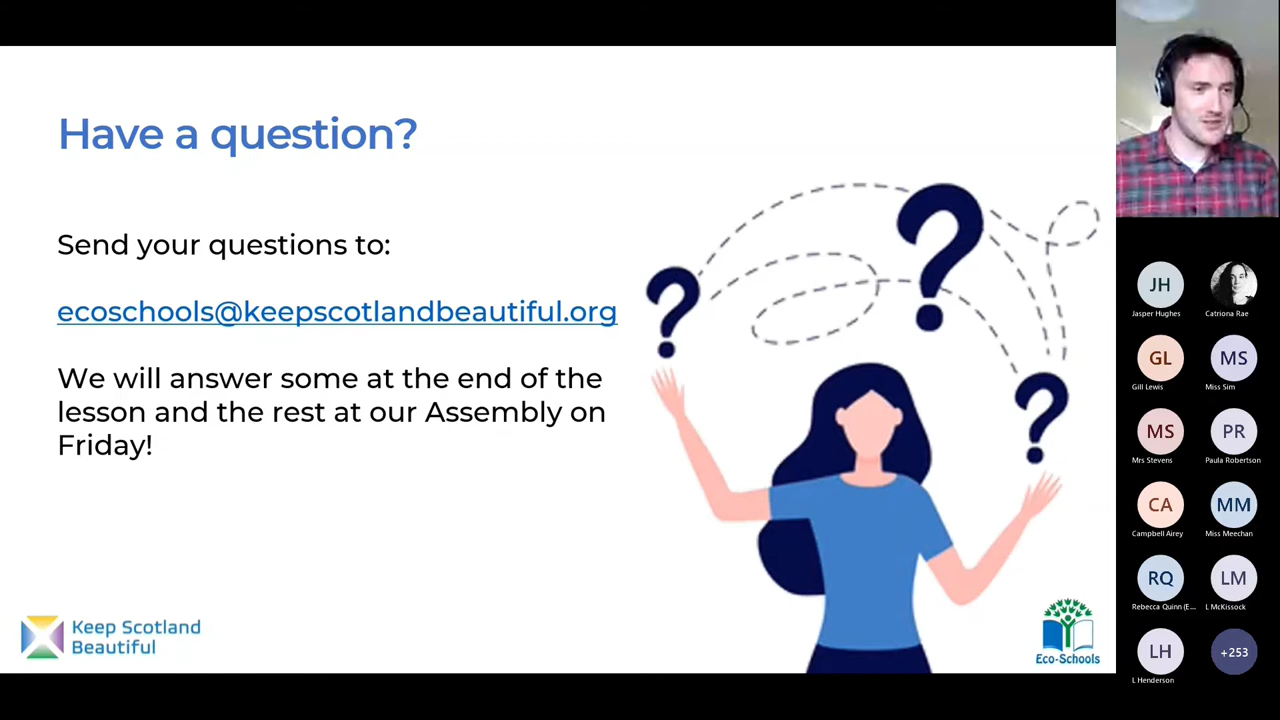 Have a question?
Send your questions to:
ecoschools@keepscotlandbeautiful.org
We will answer some at the end of the
lesson and the rest at our Assembly on
Friday!
Keep Scotland
Beautiful
Eco-Schools
? ? ?
JH
Jasper Hughes
Catriona Rae
GL
Gill Lewis
MS
Miss Sim
MS
Mrs Stevens
PR
Paula Robertson
CA
Campbell Airey
MM
Miss Meechan
RQ
Rebecca Quinn (E...
LM
L McKissock
LH
L Henderson
+253